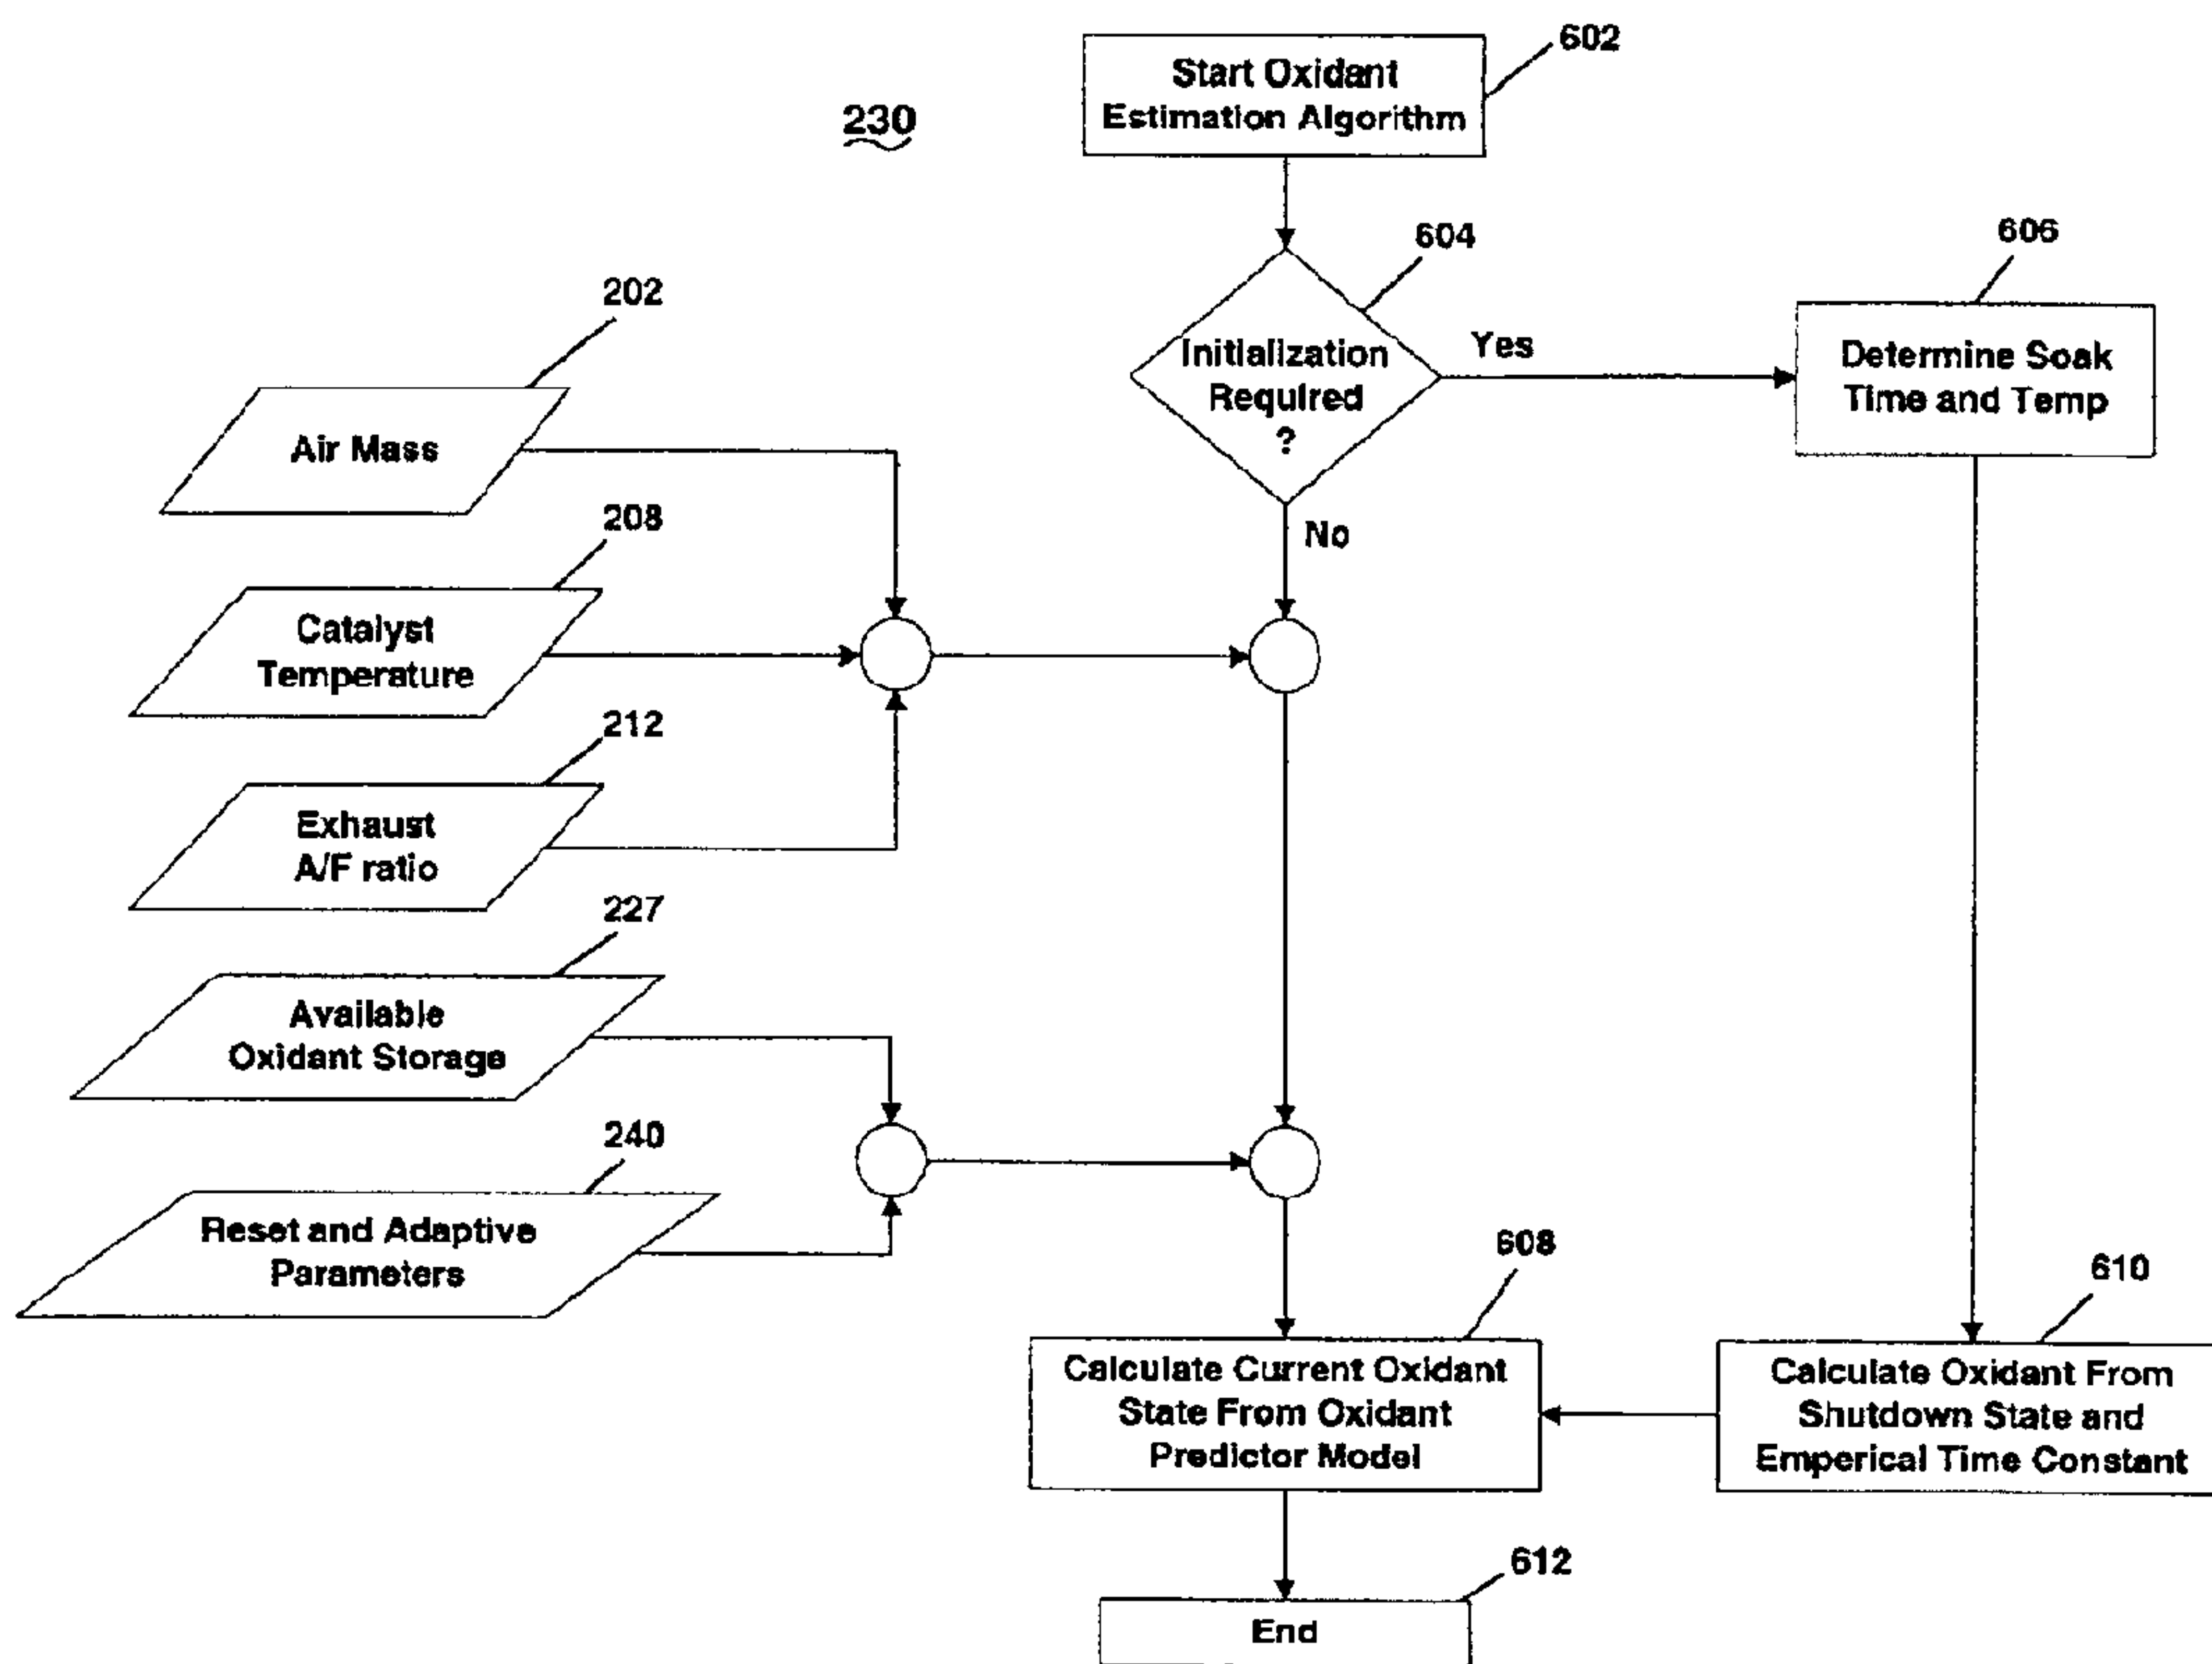 602
Start Oxidant
Estimation Algorithm
230
604
606
Initialization
Required
?
Yes
Determine Soak
Time and Temp
202
Air Mass
No
208
Catalyst
Temperature
212
Exhaust
A/F ratio
227
Available
Oxidant Storage
240
Reset and Adaptive
Parameters
608
Calculate Current Oxidant
State From Oxidant
Predictor Model
610
Calculate Oxidant From
Shutdown State and
Emperical Time Constant
612
End